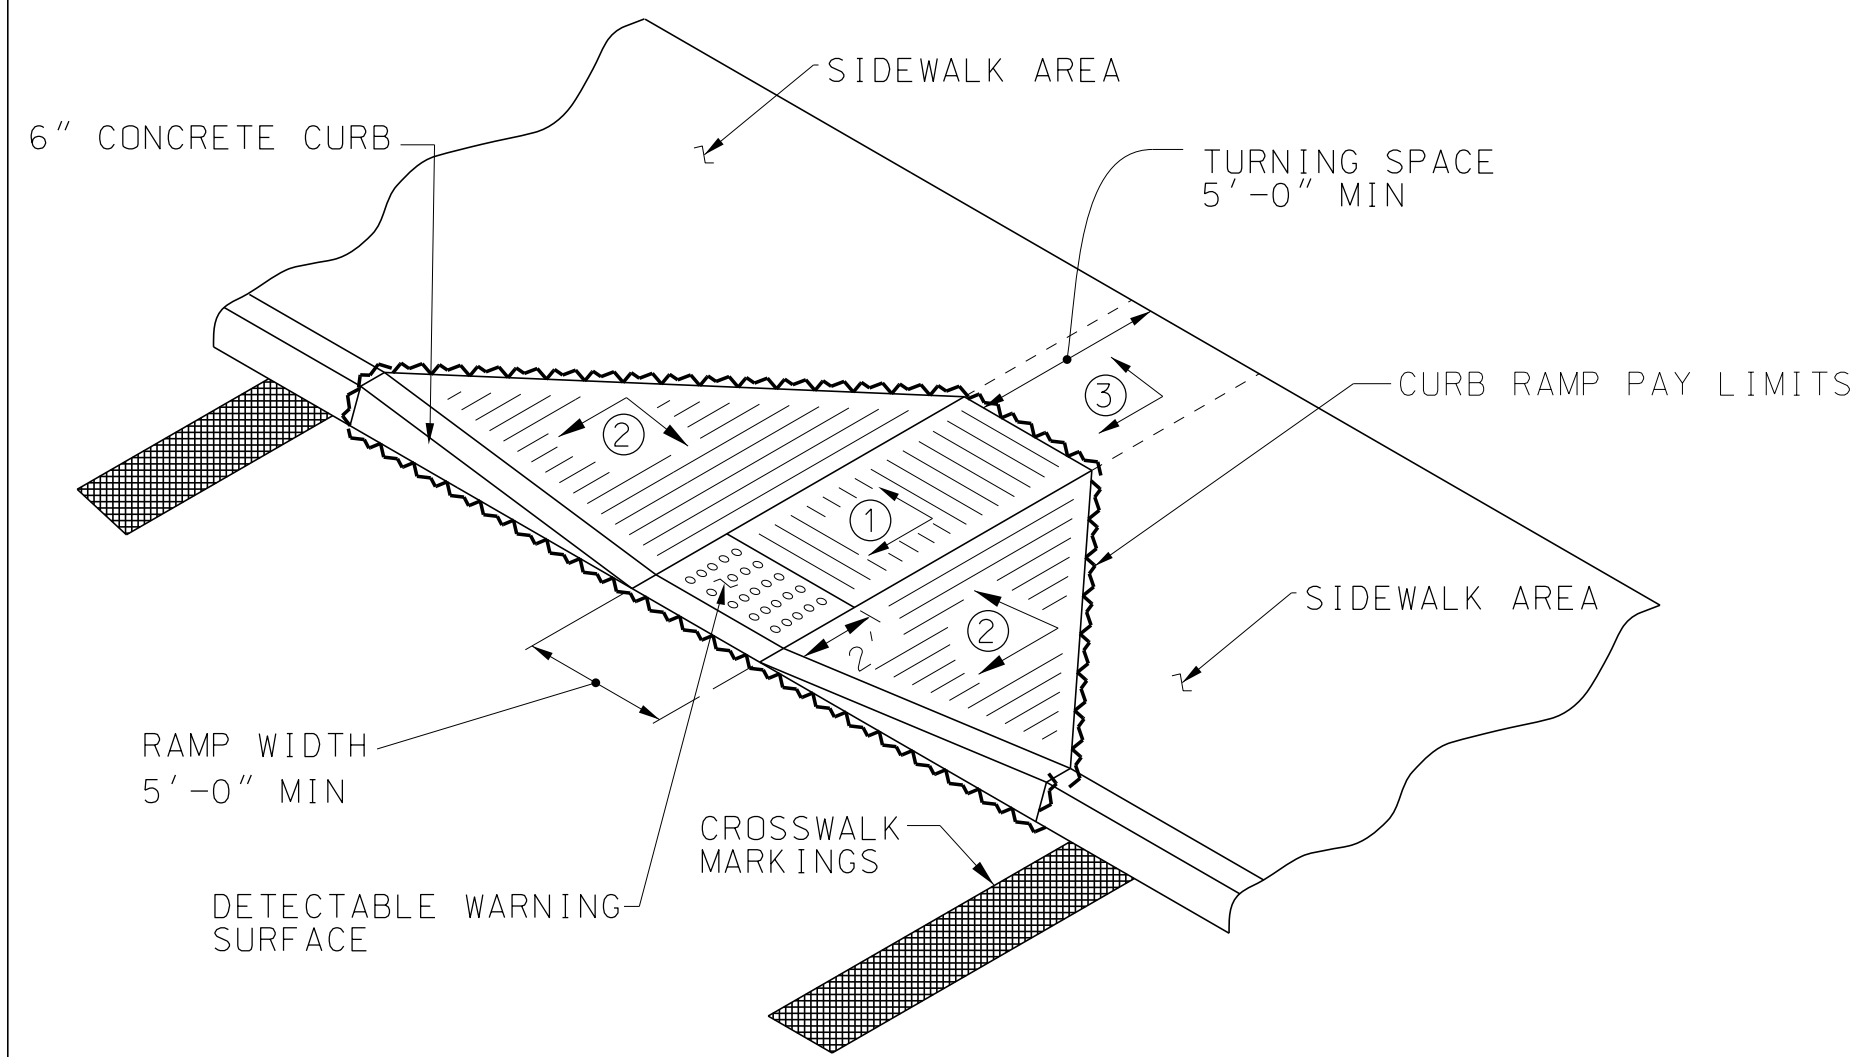 SIDEWALK AREA
6" CONCRETE CURB
TURNING SPACE
5'-0" MIN
CURB RAMP PAY LIMITS
3
2
1
2
2'
SIDEWALK AREA
RAMP WIDTH
5'-0" MIN
CROSSWALK
MARKINGS
DETECTABLE WARNING
SURFACE